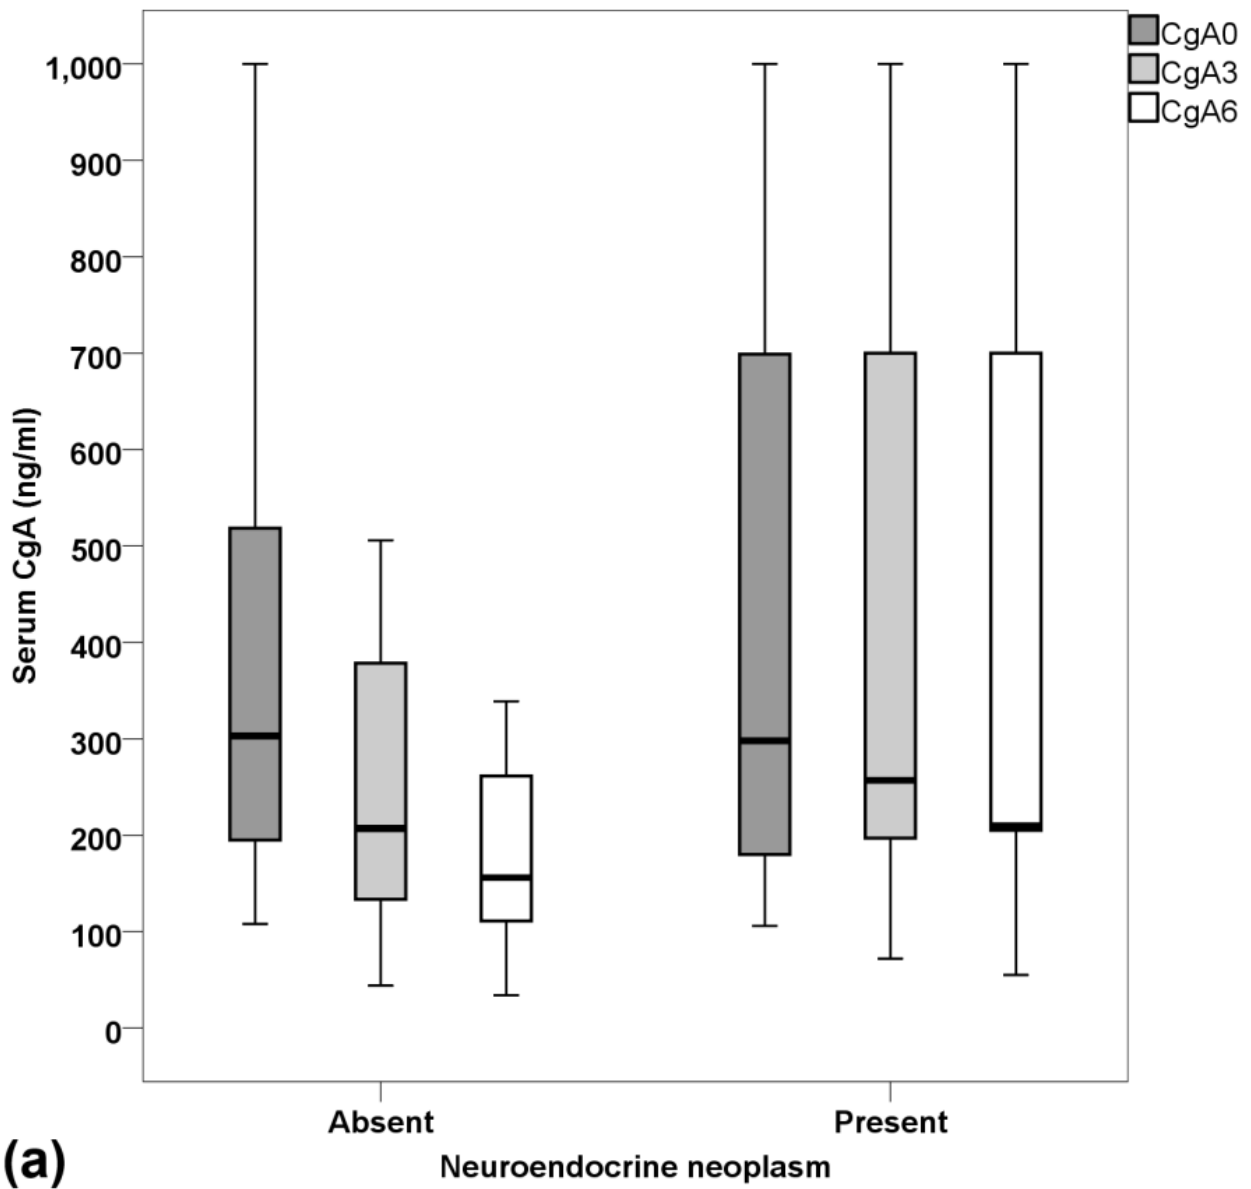 CgA0
CgA3
CgA6
1,000
900
800
700
600
500
400
300
200
100
0
Serum CgA (ng/ml)
Absent
Present
Neuroendocrine neoplasm
(a)